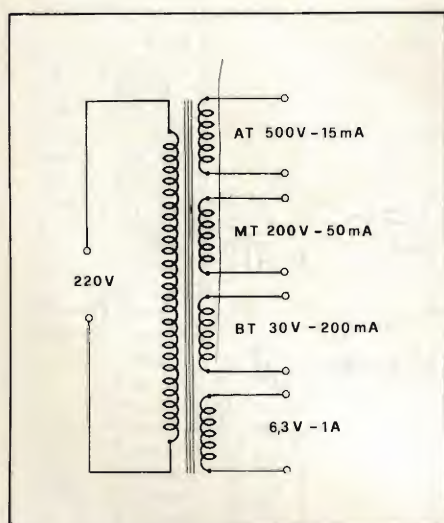 AT 500V-15mA
MT 200V-50mA
220V
BT 30V-200mA
6,3V-1A